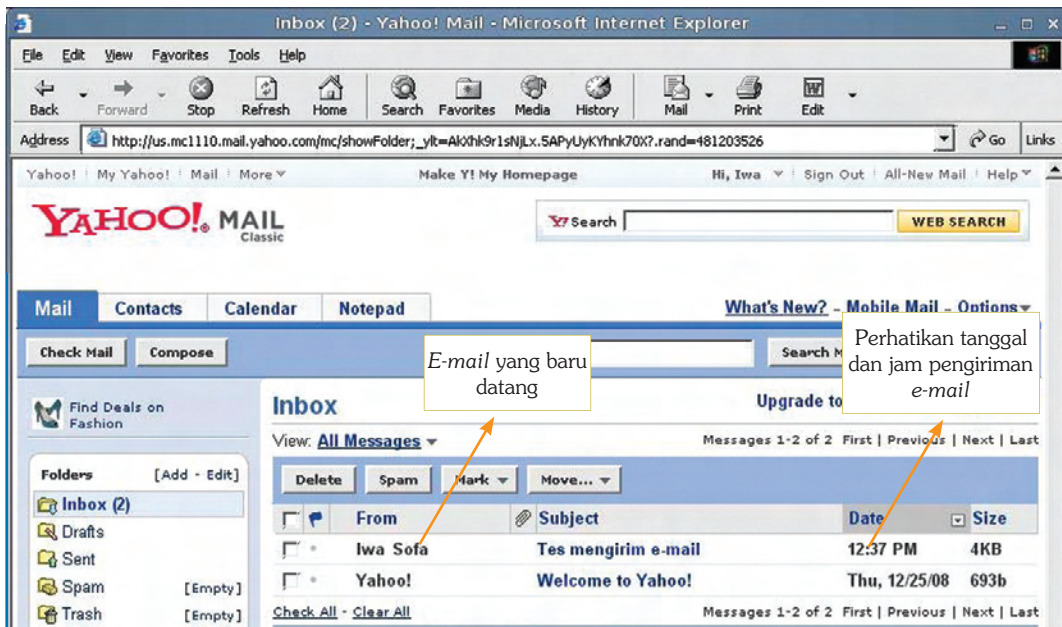 Inbox (2) - Yahoo! Mail - Microsoft Internet Explorer
File Edit View Favorites Tools Help
Back Forward Stop Refresh Home Search Favorites Media History Mail Print Edit
Address http://us.mc1110.mail.yahoo.com/mc/showFolder;_ylt=AkXhk9r1sNjLx.5APyUyKYhnk70X?.rand=481203526 Go Links
Yahoo! My Yahoo! Mail More Make Y! My Homepage Hi, Iwa Sign Out All-New Mail Help
YAHOO! MAIL
Classic
Y! Search WEB SEARCH
Mail Contacts Calendar Notepad What's New? - Mobile Mail - Options
Check Mail Compose Search M
E-mail yang baru
datang
Perhatikan tanggal
dan jam pengiriman
e-mail
Find Deals on
Fashion
Inbox Upgrade to
View: All Messages Messages 1-2 of 2 First | Previous | Next | Last
Folders [Add - Edit]
Delete Spam Mark Move...
Inbox (2)
From Subject Date Size
Drafts
Iwa Sofa Tes mengirim e-mail 12:37 PM 4KB
Sent
Yahoo! Welcome to Yahoo! Thu, 12/25/08 693b
Spam [Empty]
Trash [Empty]
Check All - Clear All Messages 1-2 of 2 First | Previous | Next | Last